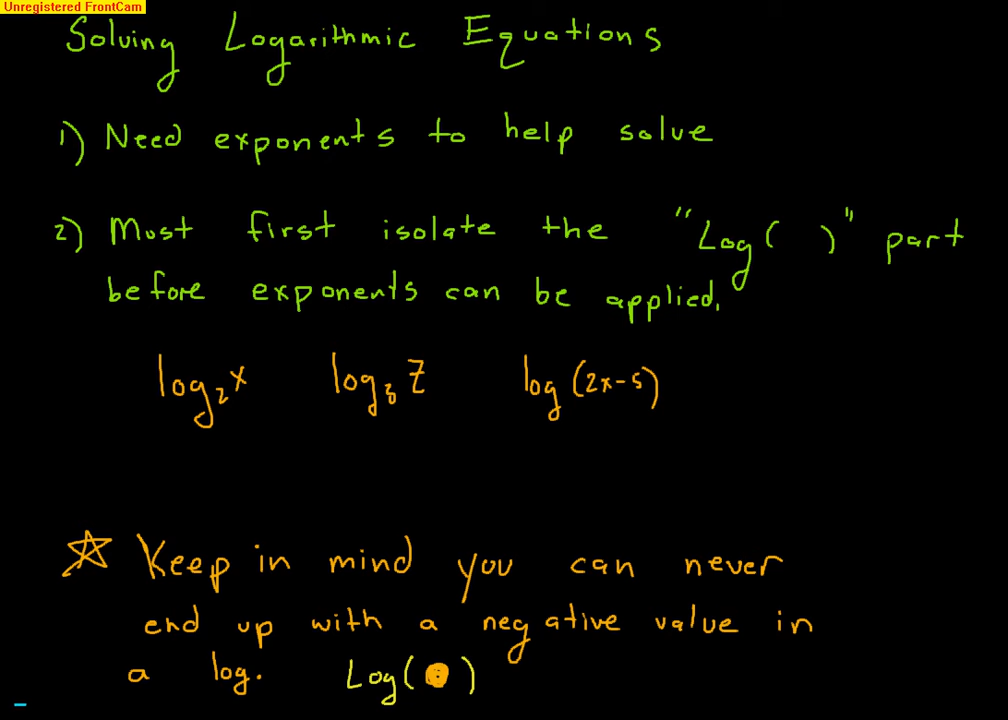 Unregistered FrontCam
Solving Logarithmic Equations
1) Need exponents to help solve
2) Most first isolate the "Log( )" part
before exponents can be applied.
log₂x log₈z log(2x-5)
☆ Keep in mind you can never
end up with a negative value in
a log. Log( )